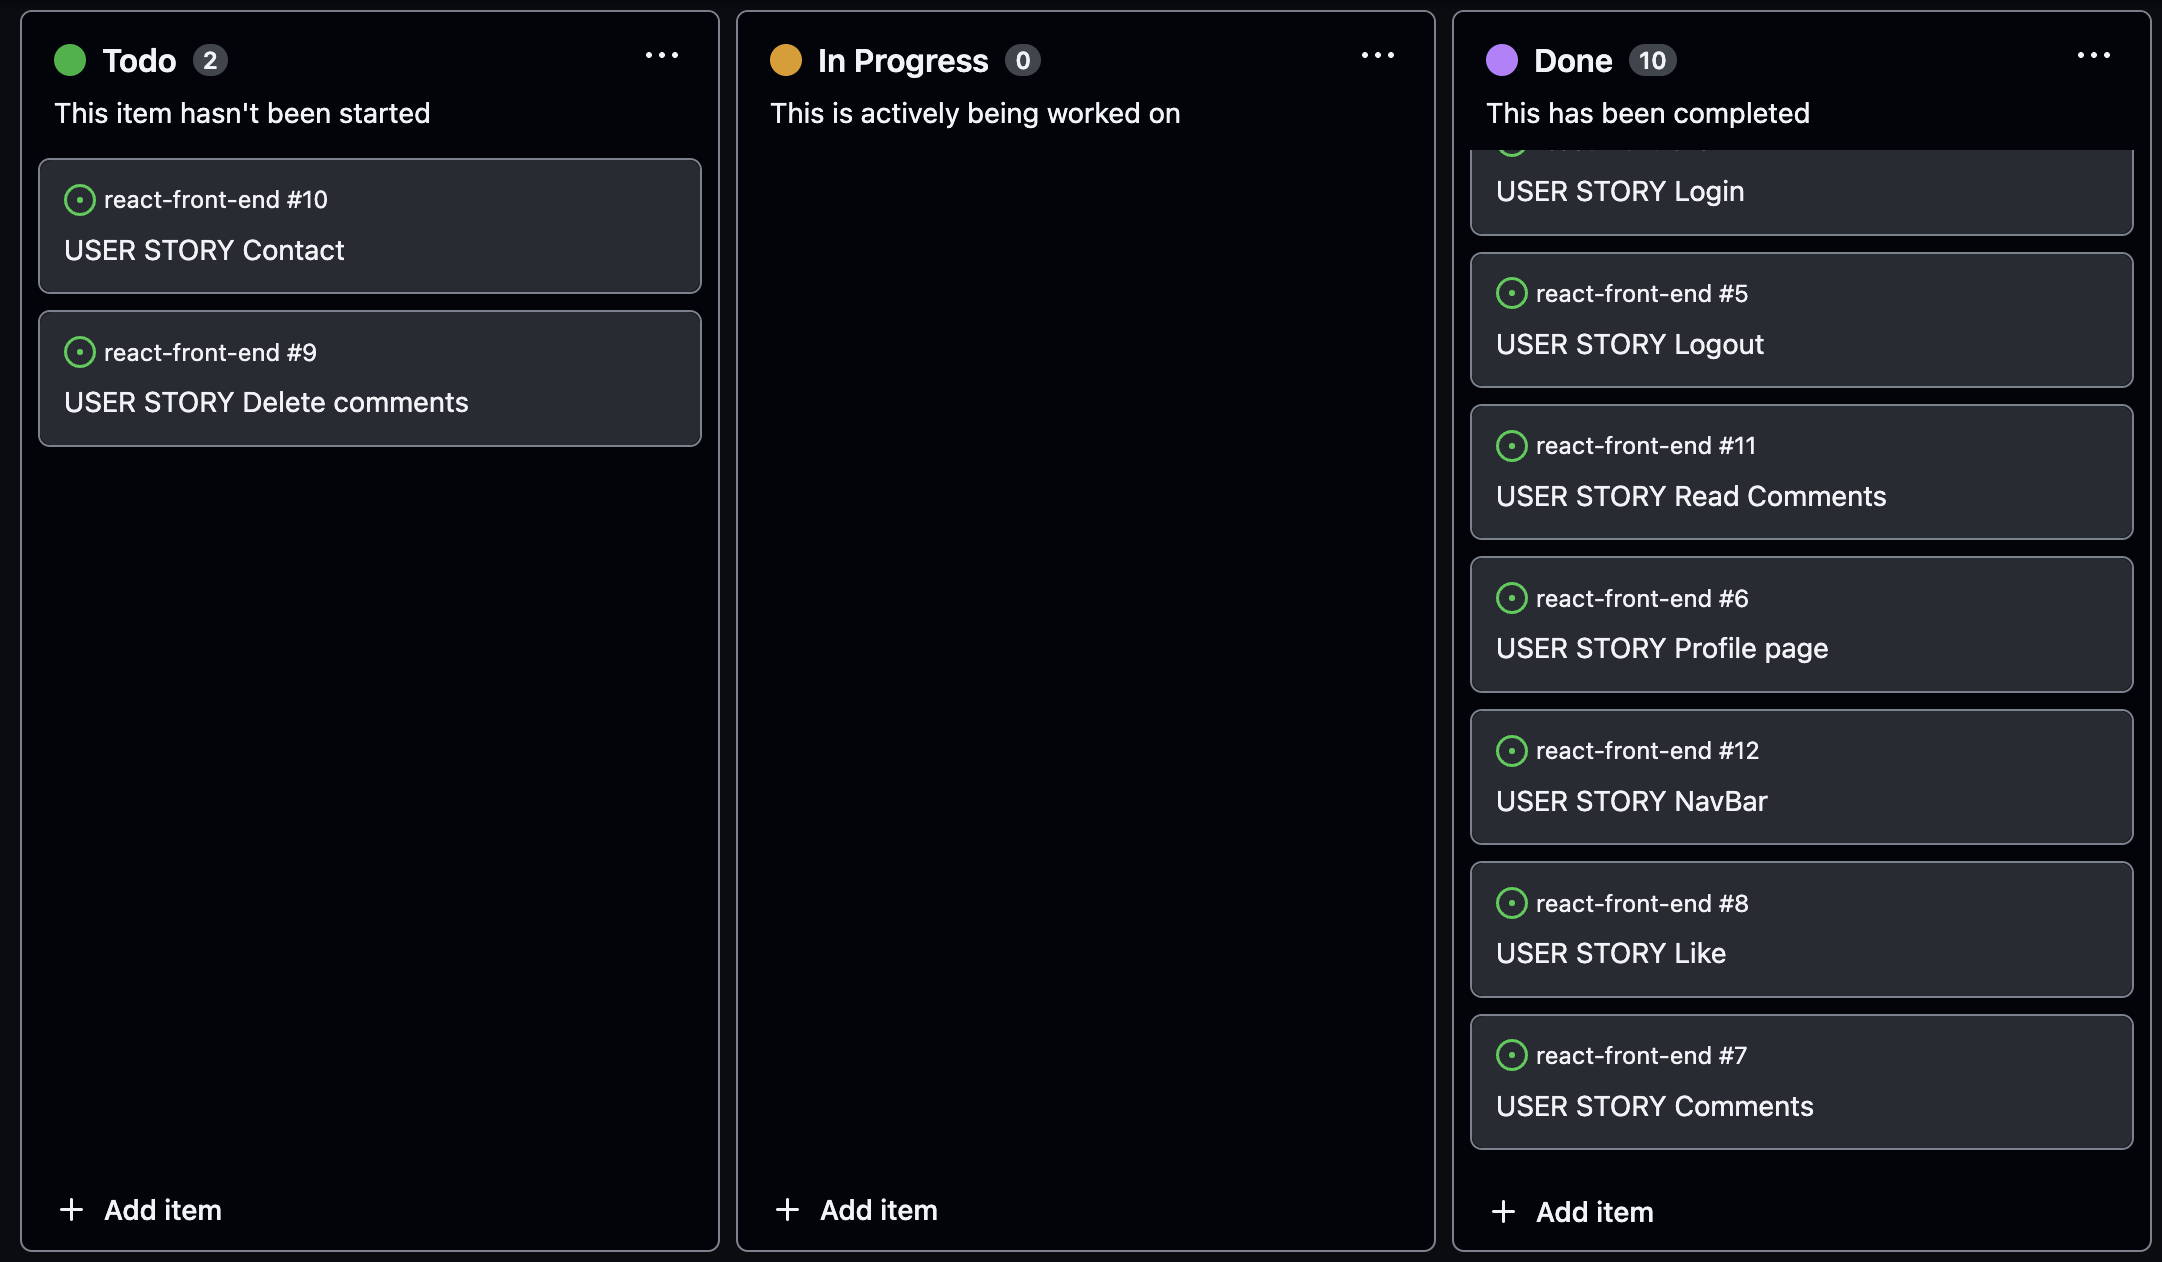 Todo 2
This item hasn't been started
react-front-end #10
USER STORY Contact
react-front-end #9
USER STORY Delete comments
+ Add item
In Progress 0
This is actively being worked on
+ Add item
Done 10
This has been completed
USER STORY Login
react-front-end #5
USER STORY Logout
react-front-end #11
USER STORY Read Comments
react-front-end #6
USER STORY Profile page
react-front-end #12
USER STORY NavBar
react-front-end #8
USER STORY Like
react-front-end #7
USER STORY Comments
+ Add item